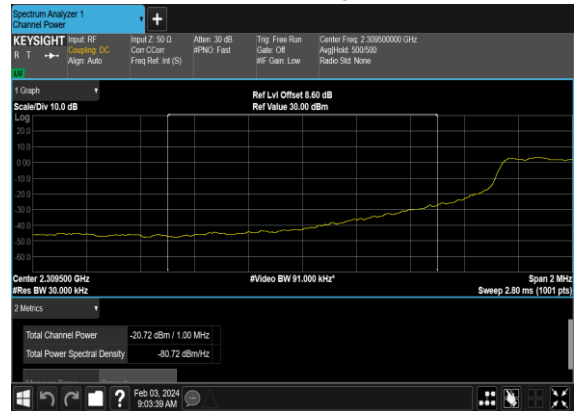 Spectrum Analyzer 1
Channel Power
KEYSIGHT
R T
LXI
Input: RF
Coupling: DC
Align: Auto
Input Z: 50 Ω
Corr CCorr
Freq Ref: Int (S)
Atten: 30 dB
#PNO: Fast
Trig: Free Run
Gate: Off
#IF Gain: Low
Center Freq: 2.309500000 GHz
Avg|Hold: 500/500
Radio Std: None
1 Graph
Scale/Div 10.0 dB
Ref Lvl Offset 8.60 dB
Ref Value 30.00 dBm
Log
20.0
10.0
0.00
-10.0
-20.0
-30.0
-40.0
-50.0
-60.0
Center 2.309500 GHz
#Video BW 91.000 kHz*
Span 2 MHz
#Res BW 30.000 kHz
Sweep 2.80 ms (1001 pts)
2 Metrics
Total Channel Power -20.72 dBm / 1.00 MHz
Total Power Spectral Density -80.72 dBm/Hz
?
Feb 03, 2024
9:03:39 AM